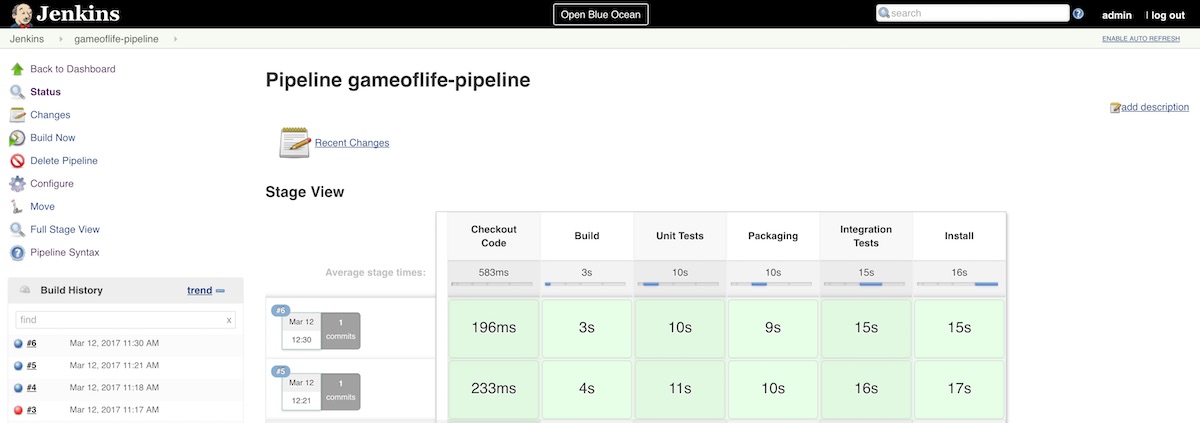 Jenkins
Open Blue Ocean
search
admin
| log out
Jenkins
gameoflife-pipeline
ENABLE AUTO REFRESH
Back to Dashboard
Status
Changes
Build Now
Delete Pipeline
Configure
Move
Full Stage View
Pipeline Syntax
Build History
trend
find
x
#6 Mar 12, 2017 11:30 AM
#5 Mar 12, 2017 11:21 AM
#4 Mar 12, 2017 11:18 AM
#3 Mar 12, 2017 11:17 AM
Pipeline gameoflife-pipeline
add description
Recent Changes
Stage View
Checkout
Code
Build
Unit Tests
Packaging
Integration
Tests
Install
Average stage times:
583ms 3s 10s 10s 15s 16s
#6
Mar 12
12:30
1
commits
196ms 3s 10s 9s 15s 15s
#5
Mar 12
12:21
1
commits
233ms 4s 11s 10s 16s 17s